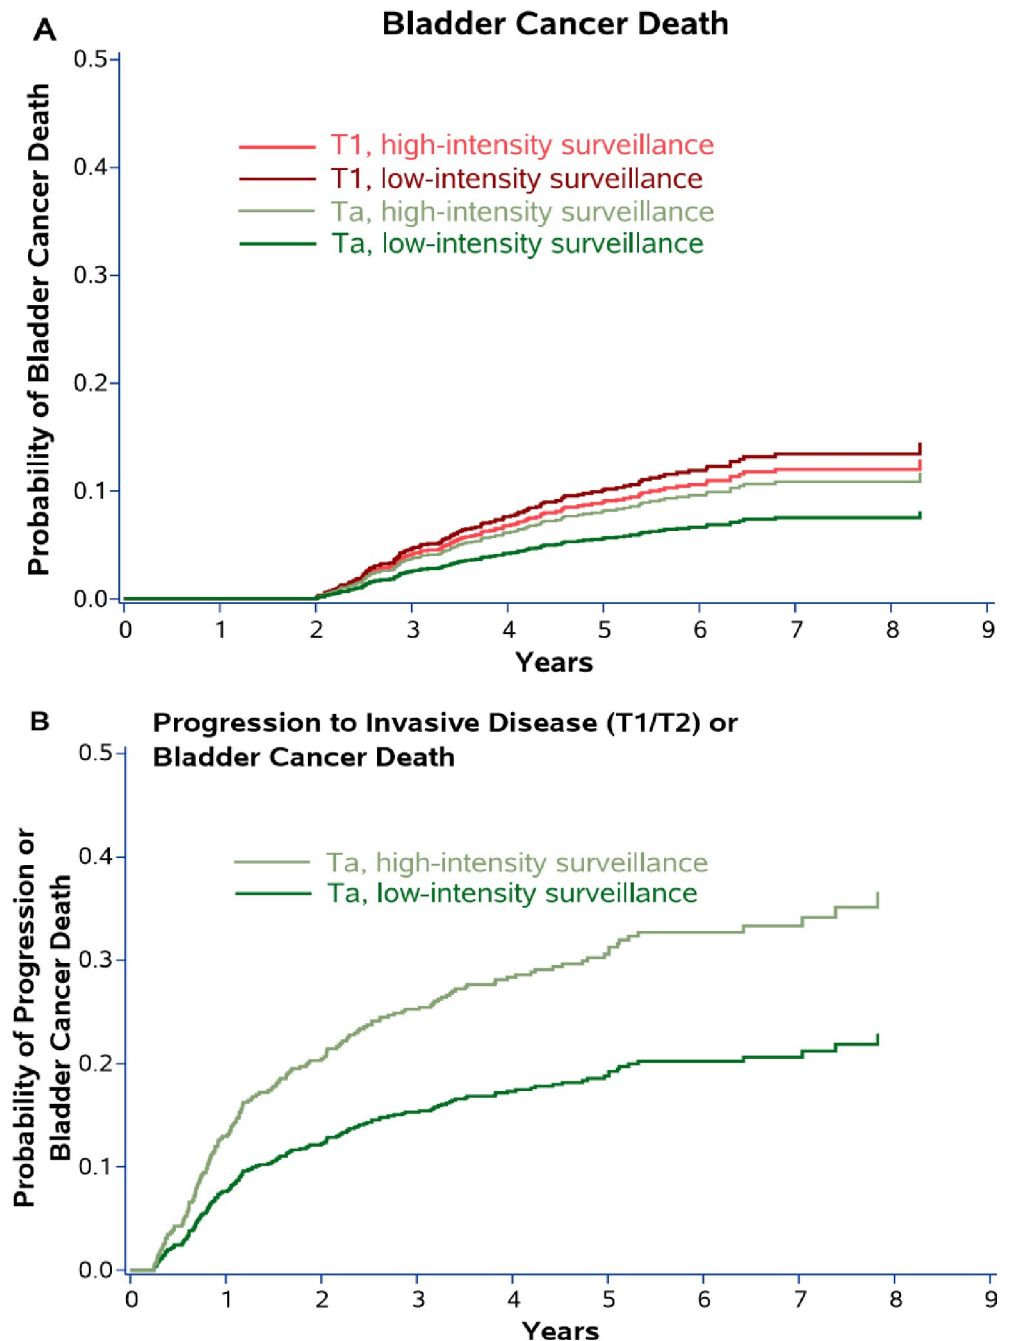 A
Bladder Cancer Death
Probability of Bladder Cancer Death
0.5
0.4
0.3
0.2
0.1
0.0
T1, high-intensity surveillance
T1, low-intensity surveillance
Ta, high-intensity surveillance
Ta, low-intensity surveillance
0 1 2 3 4 5 6 7 8 9
Years
B
Progression to Invasive Disease (T1/T2) or
Bladder Cancer Death
Probability of Progression or
Bladder Cancer Death
0.5
0.4
0.3
0.2
0.1
0.0
Ta, high-intensity surveillance
Ta, low-intensity surveillance
0 1 2 3 4 5 6 7 8 9
Years